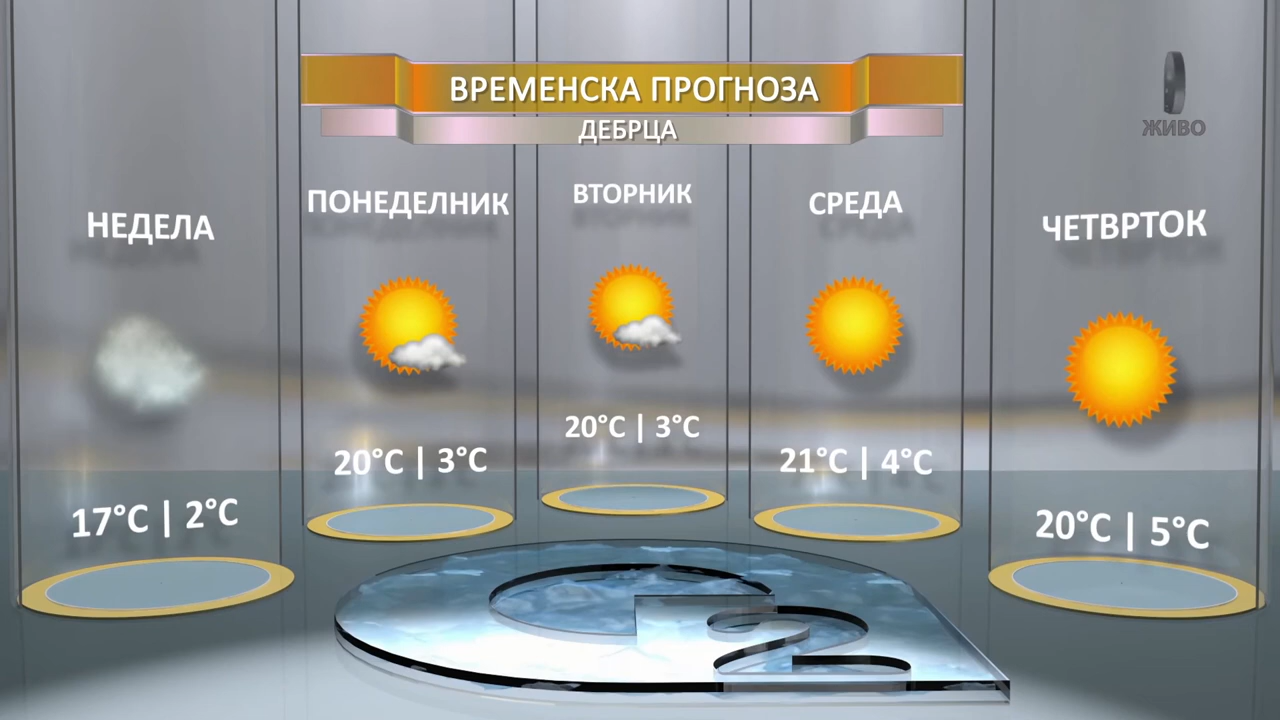 ВРЕМЕНСКА ПРОГНОЗА
ДЕБРЦА
ЖИВО
НЕДЕЛА
17°C | 2°C
ПОНЕДЕЛНИК
20°C | 3°C
ВТОРНИК
20°C | 3°C
СРЕДА
21°C | 4°C
ЧЕТВРТОК
20°C | 5°C
2